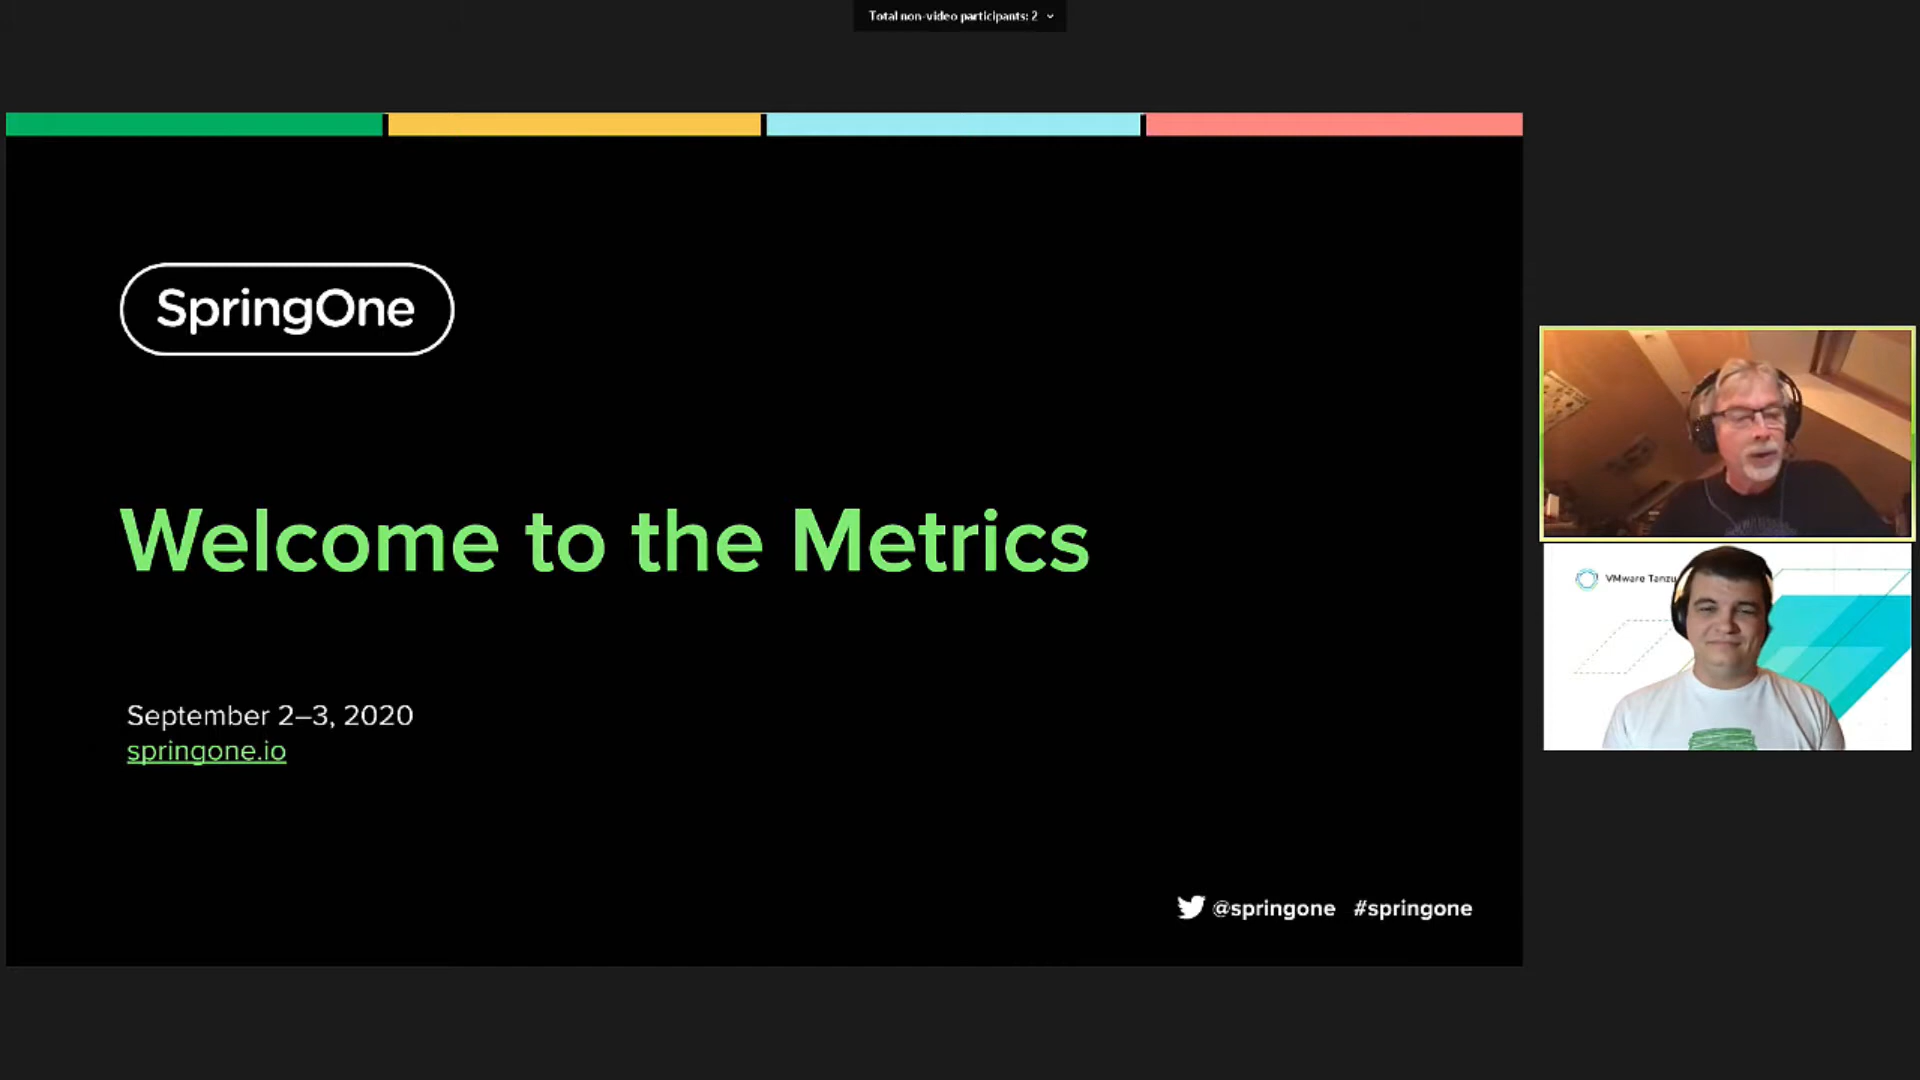 Total non-video participants: 2
SpringOne
Welcome to the Metrics
September 2–3, 2020
springone.io
@springone #springone
VMware Tanzu